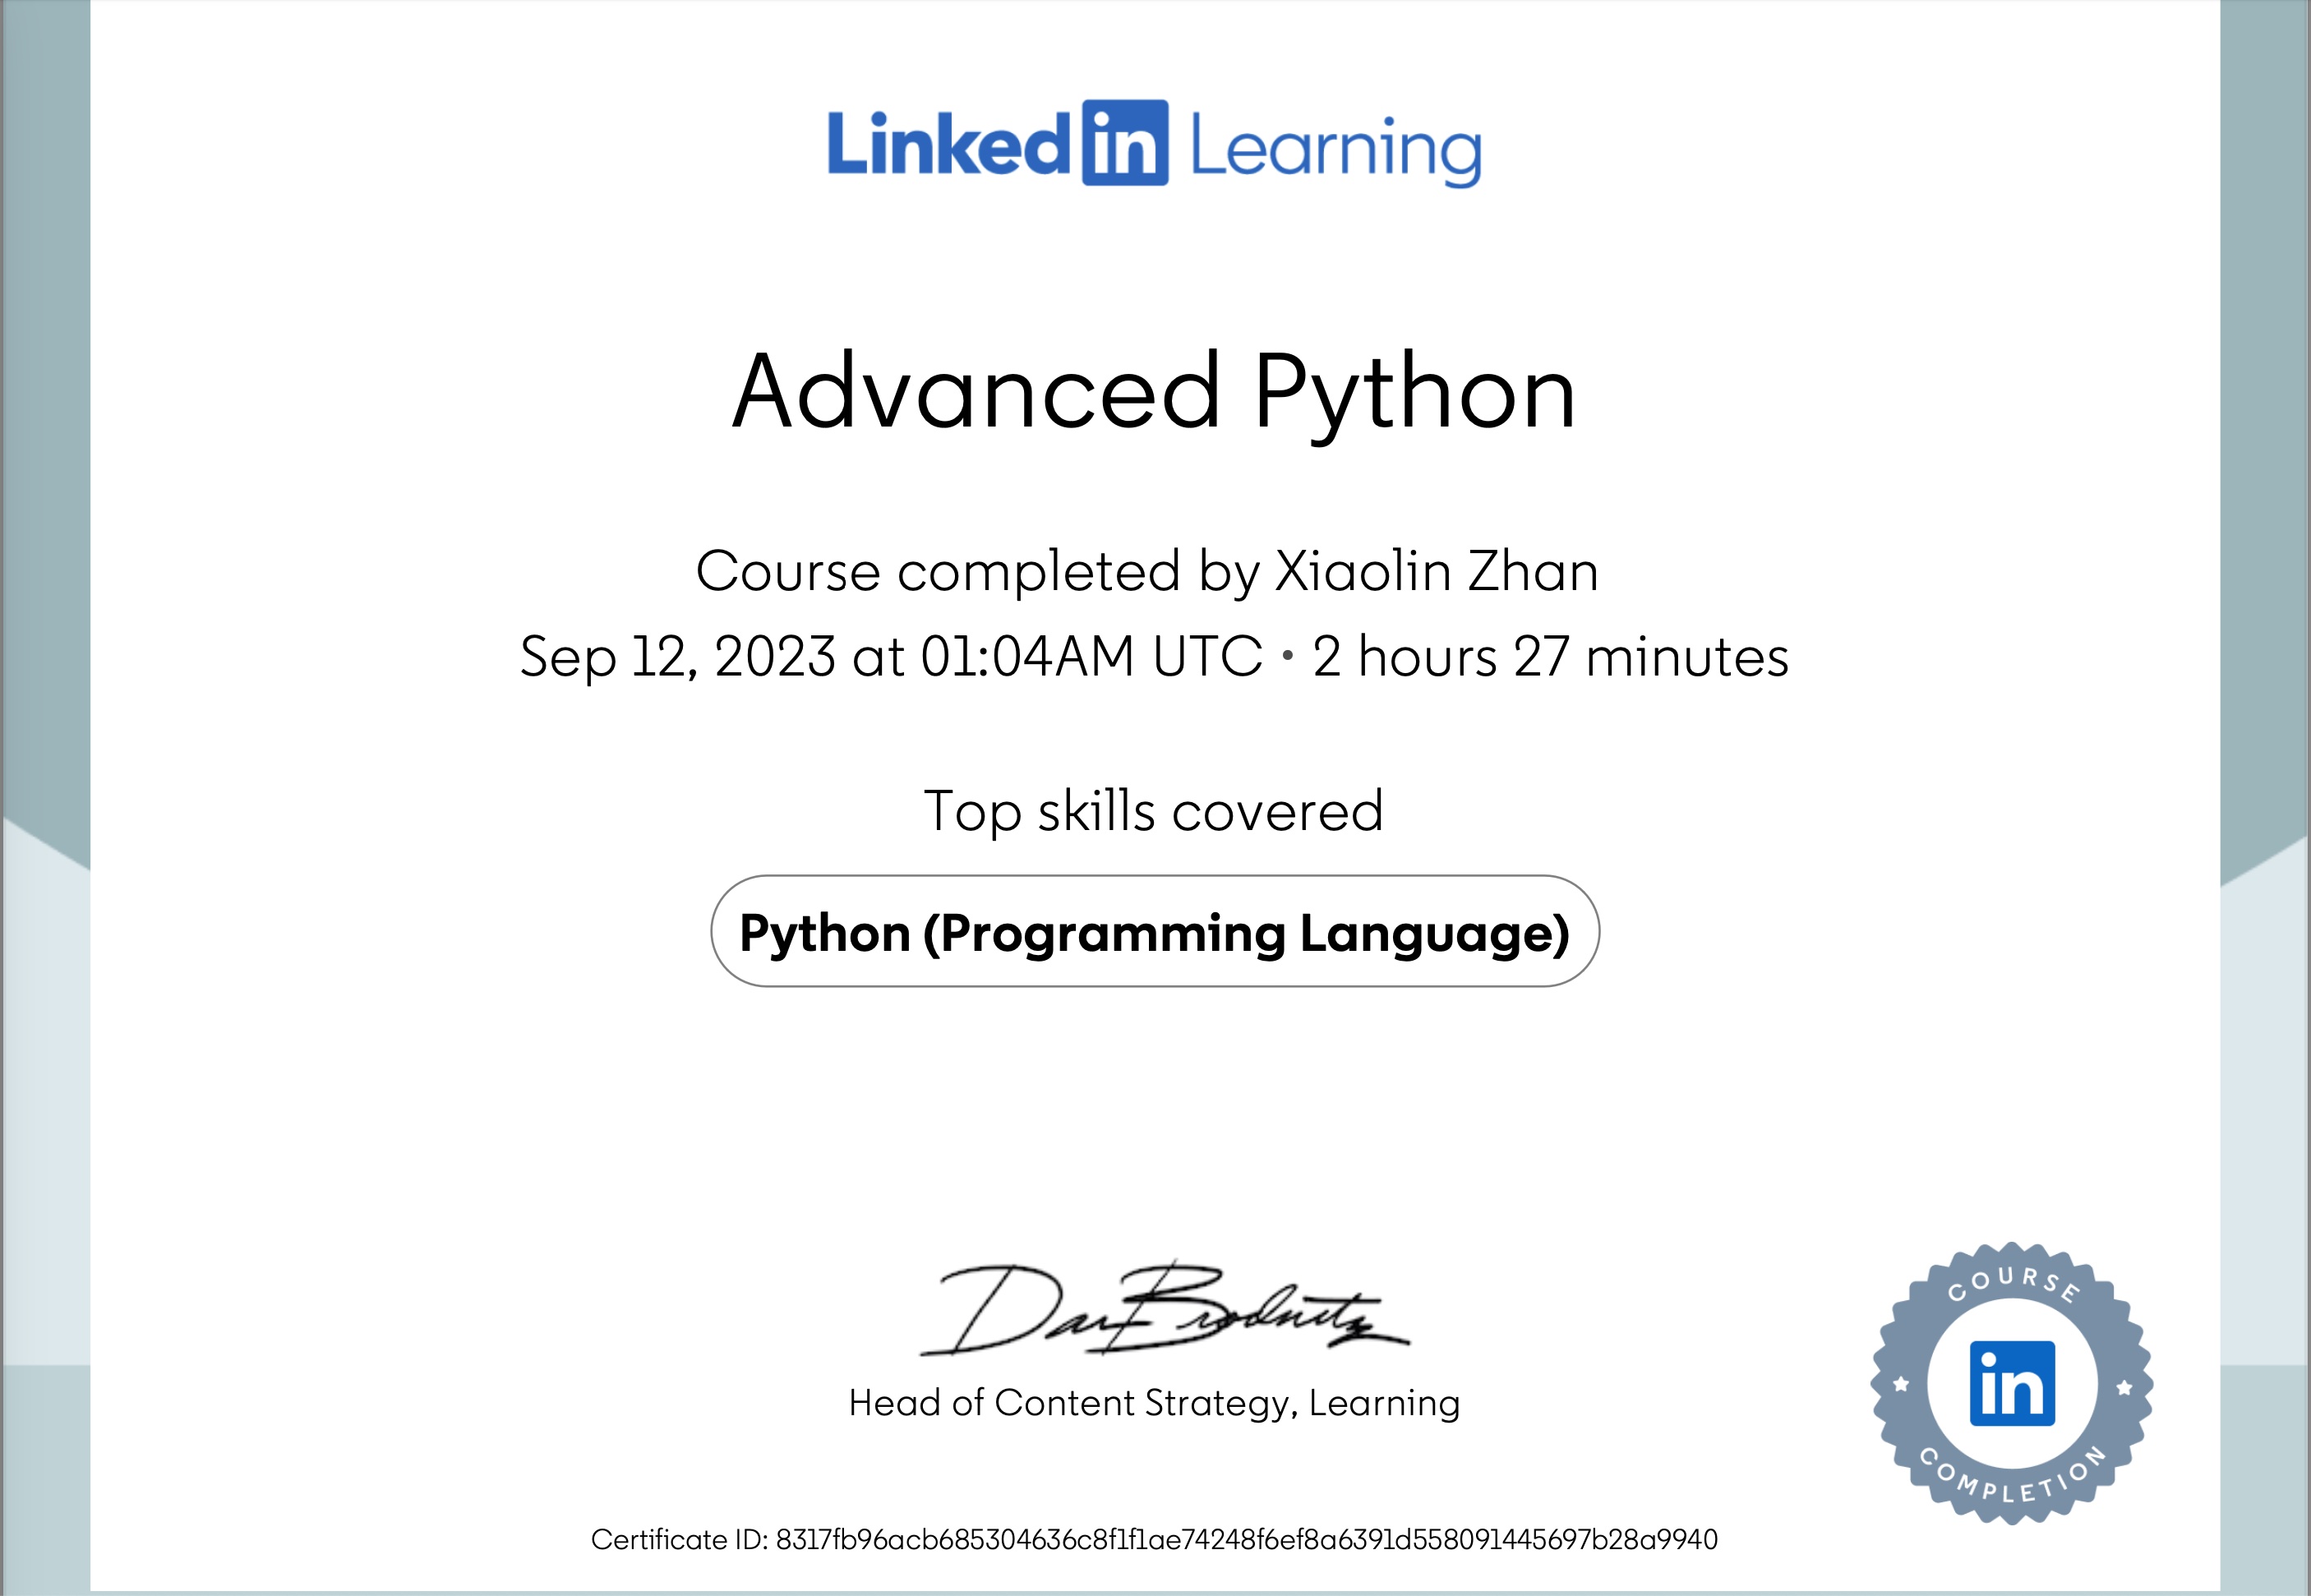 Linked in Learning
Advanced Python
Course completed by Xiaolin Zhan
Sep 12, 2023 at 01:04AM UTC • 2 hours 27 minutes
Top skills covered
Python (Programming Language)
Dan Brodnitz
Head of Content Strategy, Learning
COURSE
in
COMPLETION
Certificate ID: 8317fb96acb685304636c8f1f1ae74248f6ef8a6391d558091445697b28a9940